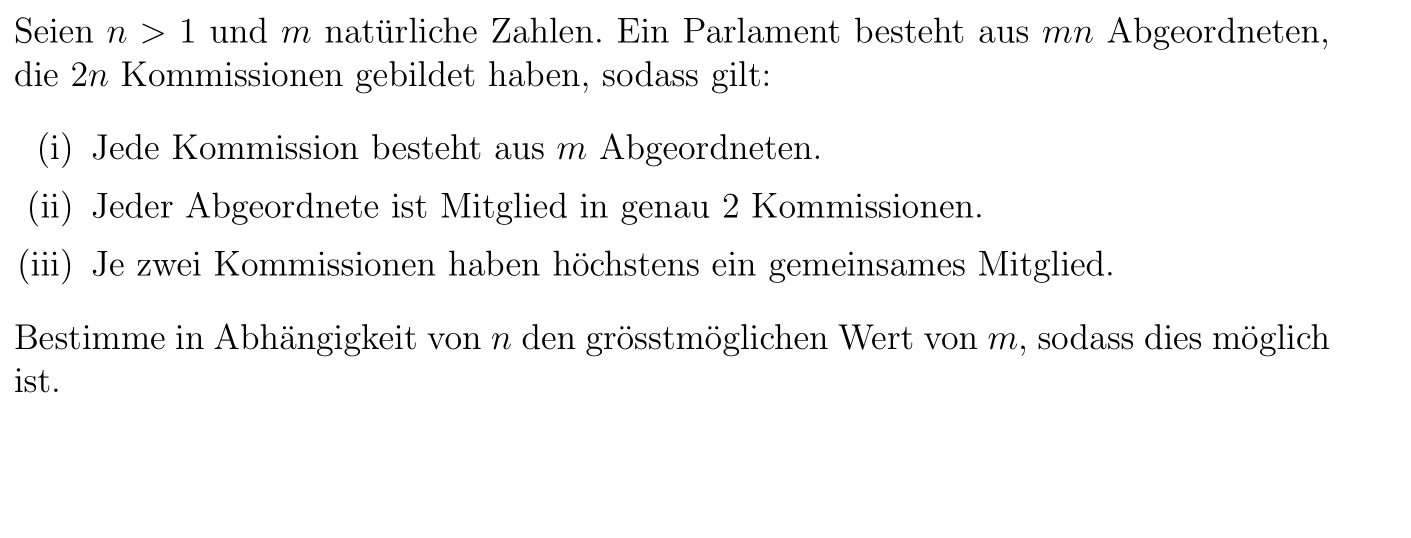 Seien n > 1 und m natürliche Zahlen. Ein Parlament besteht aus mn Abgeordneten,
die 2n Kommissionen gebildet haben, sodass gilt:
(i) Jede Kommission besteht aus m Abgeordneten.
(ii) Jeder Abgeordnete ist Mitglied in genau 2 Kommissionen.
(iii) Je zwei Kommissionen haben höchstens ein gemeinsames Mitglied.
Bestimme in Abhängigkeit von n den grösstmöglichen Wert von m, sodass dies möglich
ist.